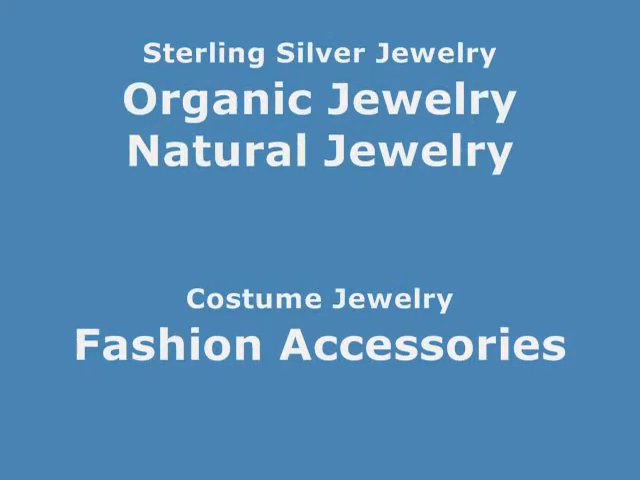 Sterling Silver Jewelry
Organic Jewelry
Natural Jewelry
Costume Jewelry
Fashion Accessories